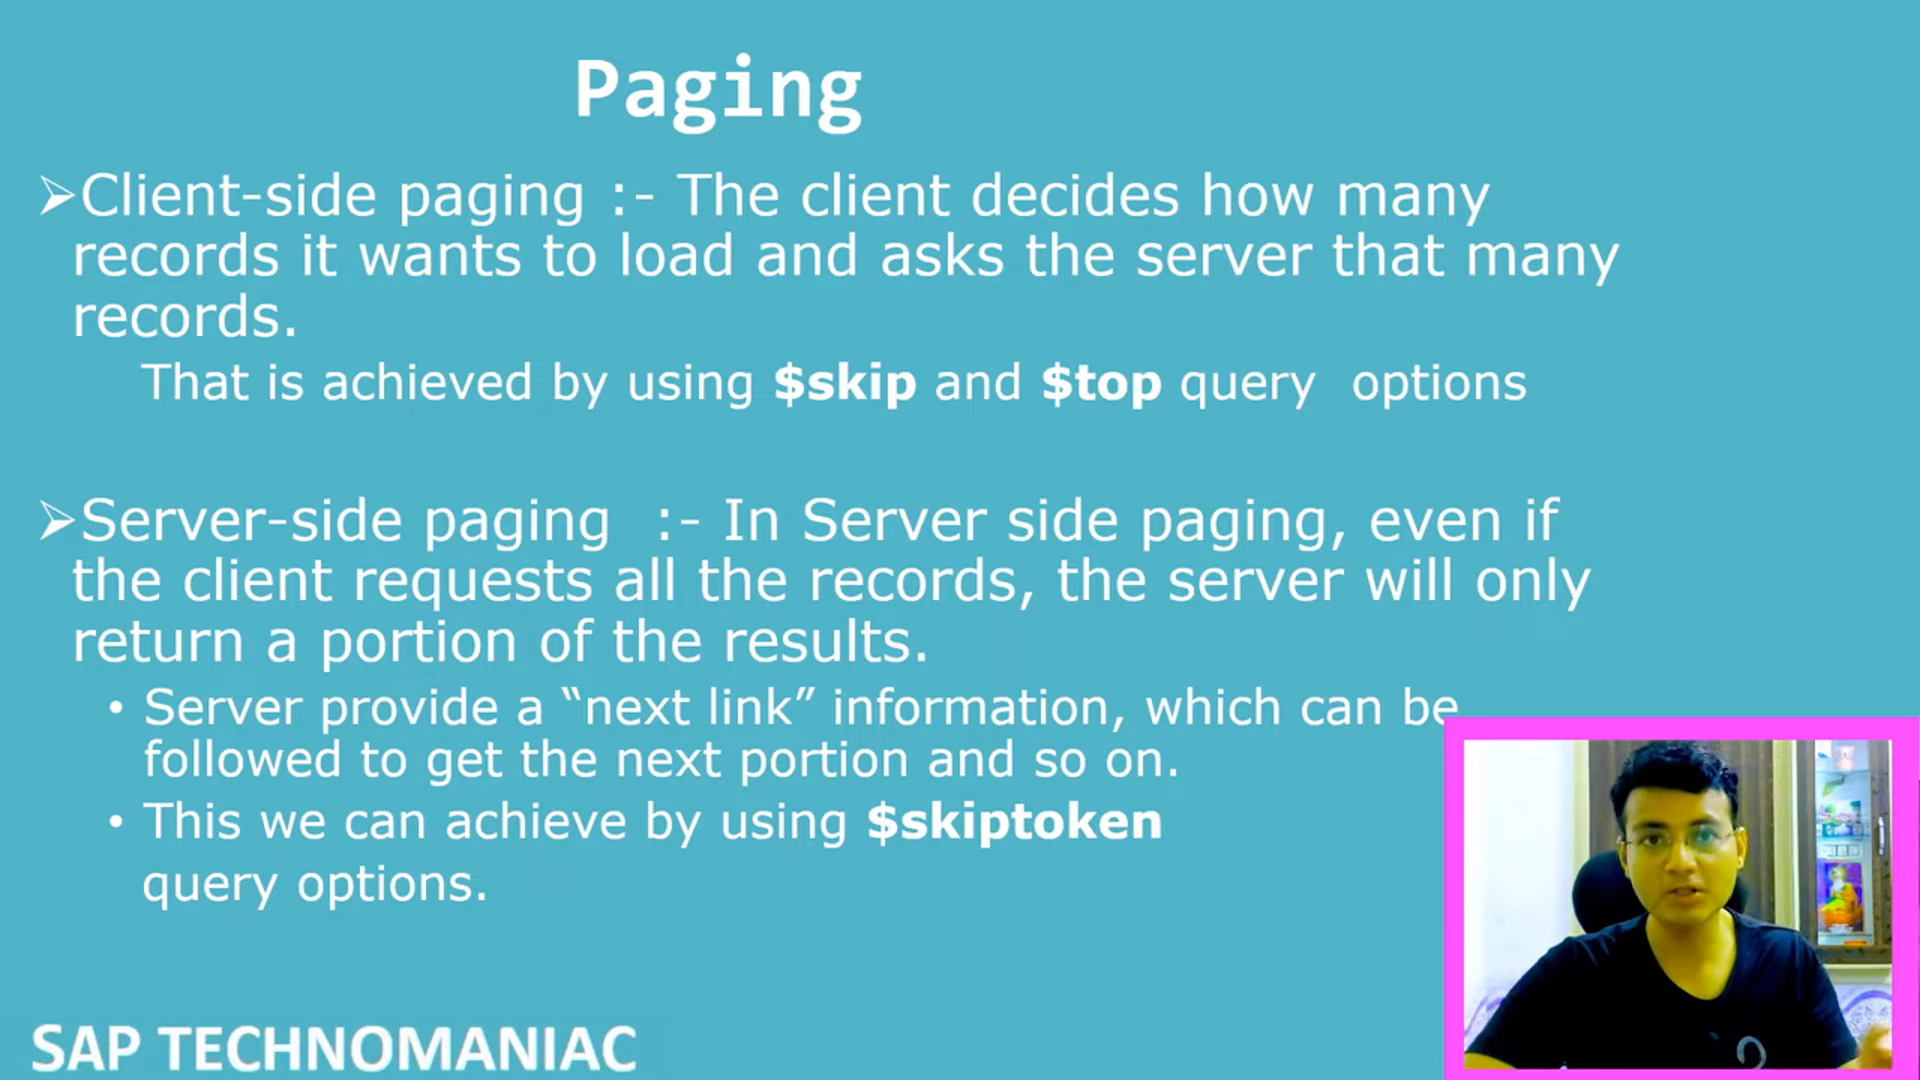 Paging
➢Client-side paging :- The client decides how many
records it wants to load and asks the server that many
records.
That is achieved by using $skip and $top query options
➢Server-side paging :- In Server side paging, even if
the client requests all the records, the server will only
return a portion of the results.
• Server provide a “next link” information, which can be
followed to get the next portion and so on.
• This we can achieve by using $skiptoken
query options.
SAP TECHNOMANIAC